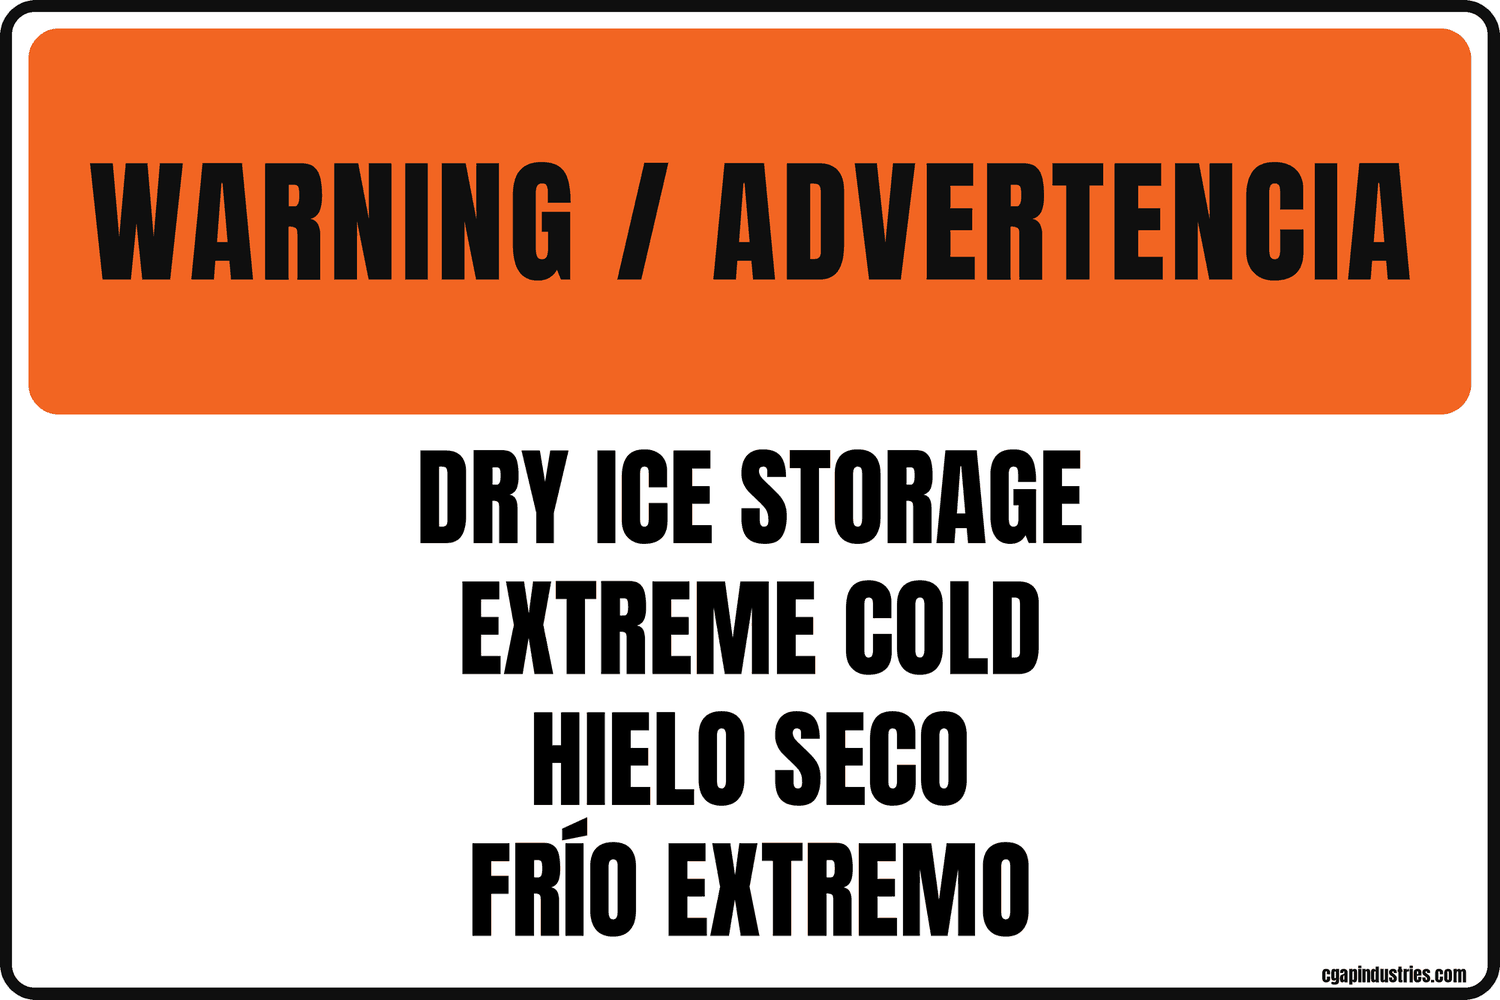 WARNING / ADVERTENCIA
DRY ICE STORAGE
EXTREME COLD
HIELO SECO
FRÍO EXTREMO
cgapindustries.com